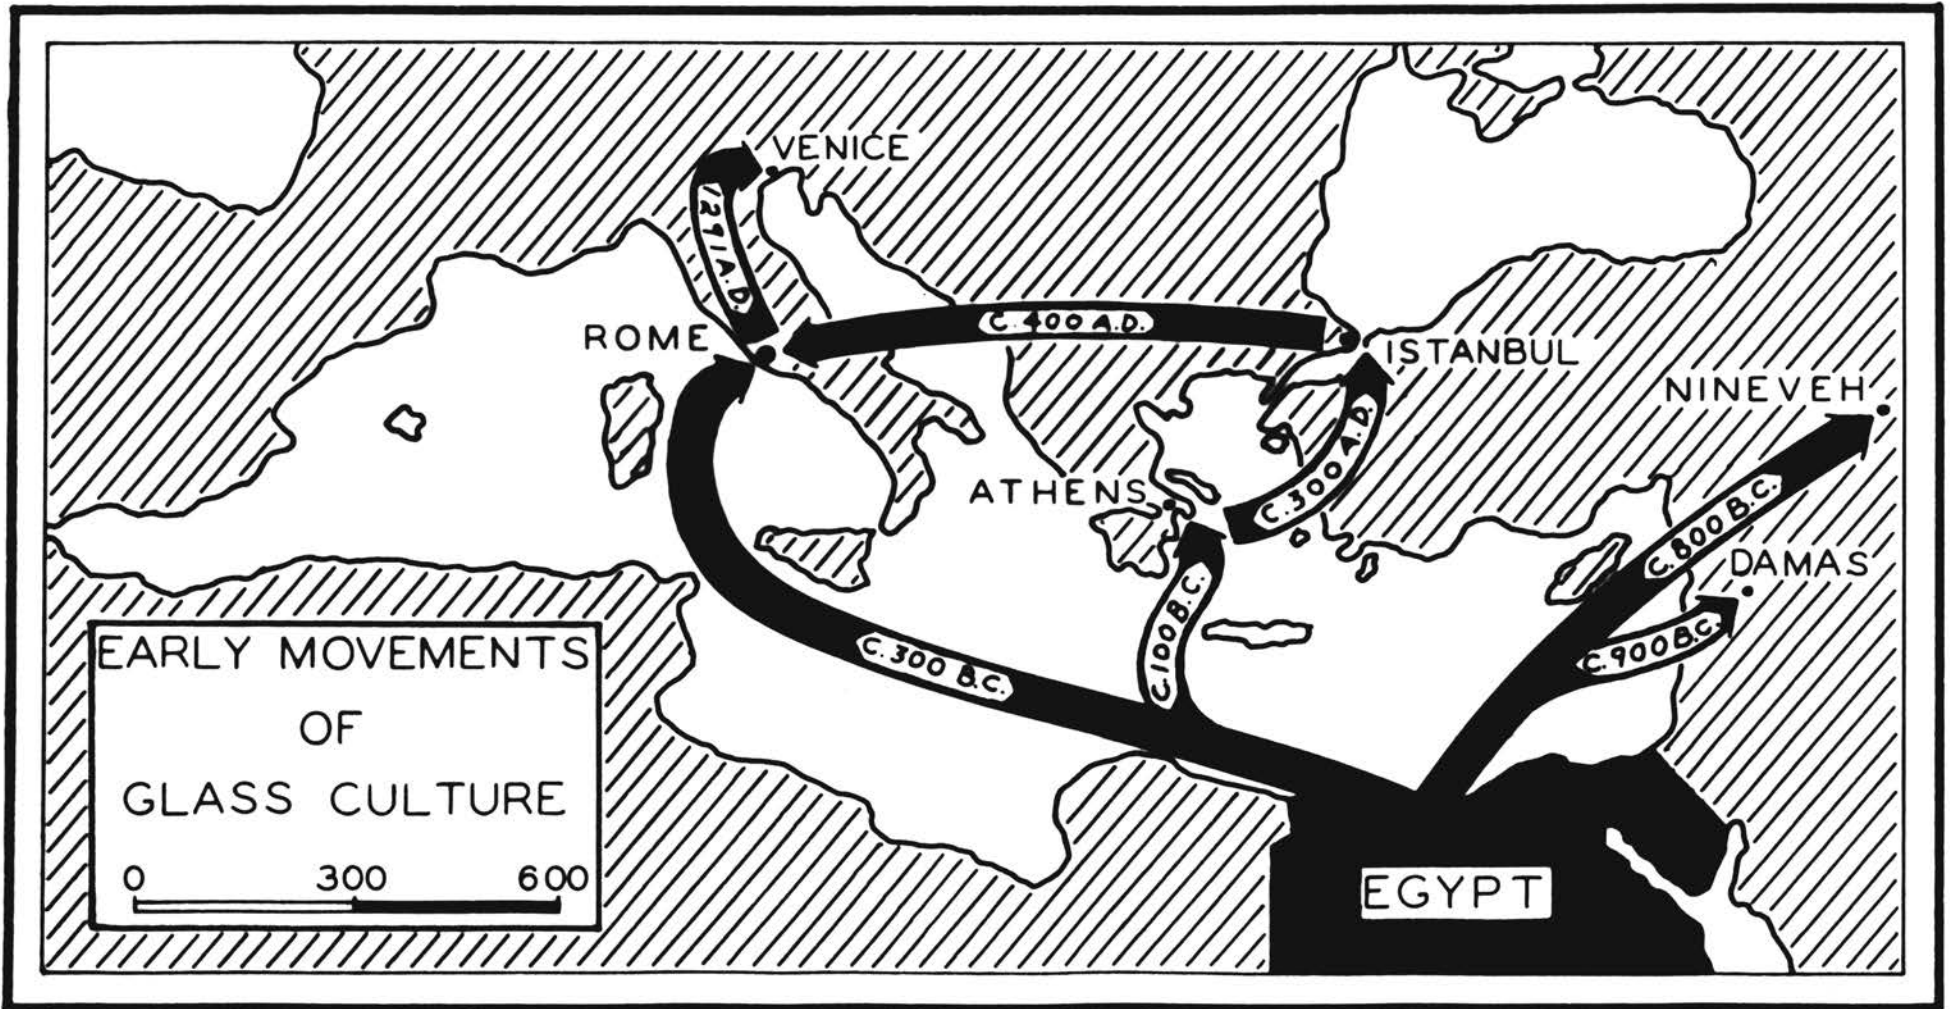 VENICE
1291 A.D.
C. 400 A.D.
ROME
ISTANBUL
NINEVEH
C. 300 A.D.
ATHENS
C. 800 B.C.
DAMAS
C. 100 B.C.
C. 900 B.C.
C. 300 B.C.
EARLY MOVEMENTS
OF
GLASS CULTURE
0 300 600
EGYPT